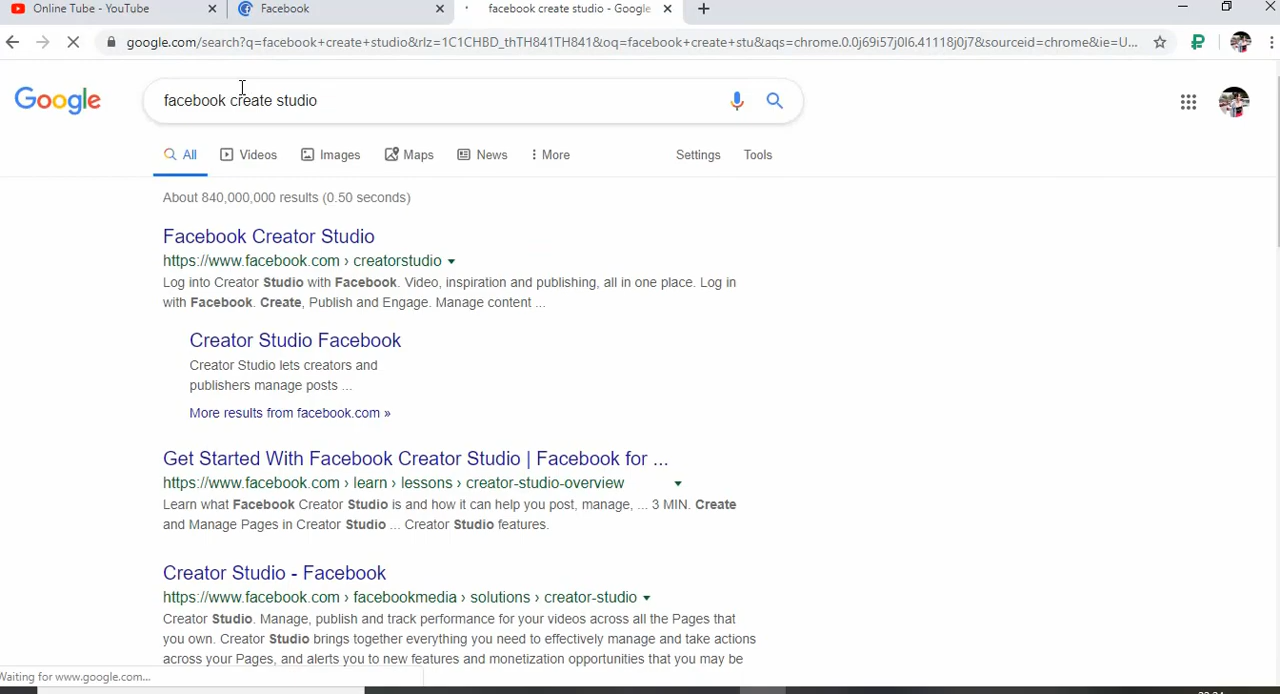 Online Tube - YouTube
Facebook
facebook create studio - Google
google.com/search?q=facebook+create+studio&rlz=1C1CHBD_thTH841TH841&oq=facebook+create+stu&aqs=chrome.0.0j69i57j0l6.41118j0j7&sourceid=chrome&ie=U...
Google
facebook create studio
All
Videos
Images
Maps
News
More
Settings
Tools
About 840,000,000 results (0.50 seconds)
Facebook Creator Studio
https://www.facebook.com › creatorstudio
Log into Creator Studio with Facebook. Video, inspiration and publishing, all in one place. Log in
with Facebook. Create, Publish and Engage. Manage content ...
Creator Studio Facebook
Creator Studio lets creators and
publishers manage posts ...
More results from facebook.com »
Get Started With Facebook Creator Studio | Facebook for ...
https://www.facebook.com › learn › lessons › creator-studio-overview
Learn what Facebook Creator Studio is and how it can help you post, manage, ... 3 MIN. Create
and Manage Pages in Creator Studio ... Creator Studio features.
Creator Studio - Facebook
https://www.facebook.com › facebookmedia › solutions › creator-studio
Creator Studio. Manage, publish and track performance for your videos across all the Pages that
you own. Creator Studio brings together everything you need to effectively manage and take actions
across your Pages, and alerts you to new features and monetization opportunities that you may be
Waiting for www.google.com...